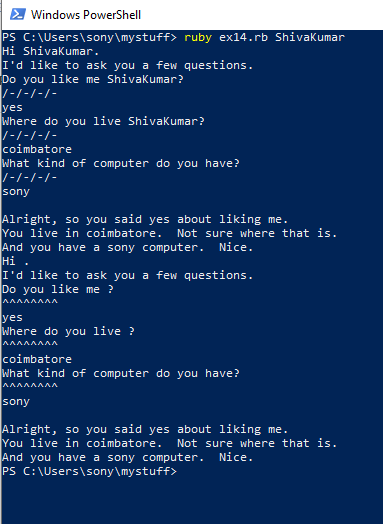 Windows PowerShell
PS C:\Users\sony\mystuff> ruby ex14.rb ShivaKumar
Hi ShivaKumar.
I'd like to ask you a few questions.
Do you like me ShivaKumar?
/-/-/-/-
yes
Where do you live ShivaKumar?
/-/-/-/-
coimbatore
What kind of computer do you have?
/-/-/-/-
sony
Alright, so you said yes about liking me.
You live in coimbatore.  Not sure where that is.
And you have a sony computer.  Nice.
Hi .
I'd like to ask you a few questions.
Do you like me ?
^^^^^^^^
yes
Where do you live ?
^^^^^^^^
coimbatore
What kind of computer do you have?
^^^^^^^^
sony
Alright, so you said yes about liking me.
You live in coimbatore.  Not sure where that is.
And you have a sony computer.  Nice.
PS C:\Users\sony\mystuff>